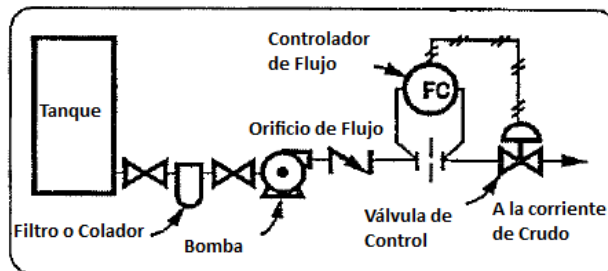 Controlador
de Flujo
Tanque
FC
Orificio de Flujo
Filtro o Colador
Bomba
Válvula de
Control
A la corriente
de Crudo